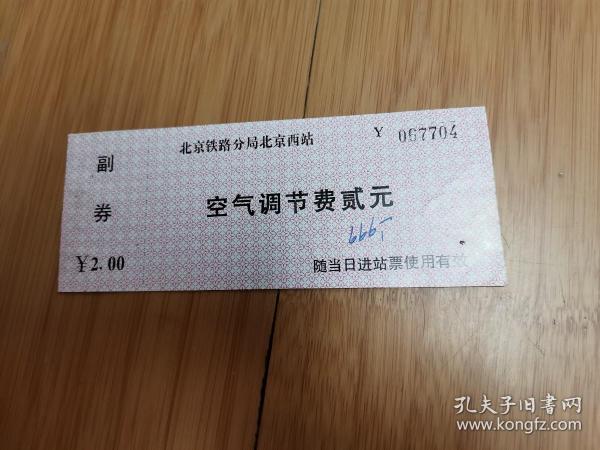 副券
¥2.00
北京铁路分局北京西站
Y 067704
空气调节费贰元
随当日进站票使用有效
孔夫子旧书网
www.kongfz.com